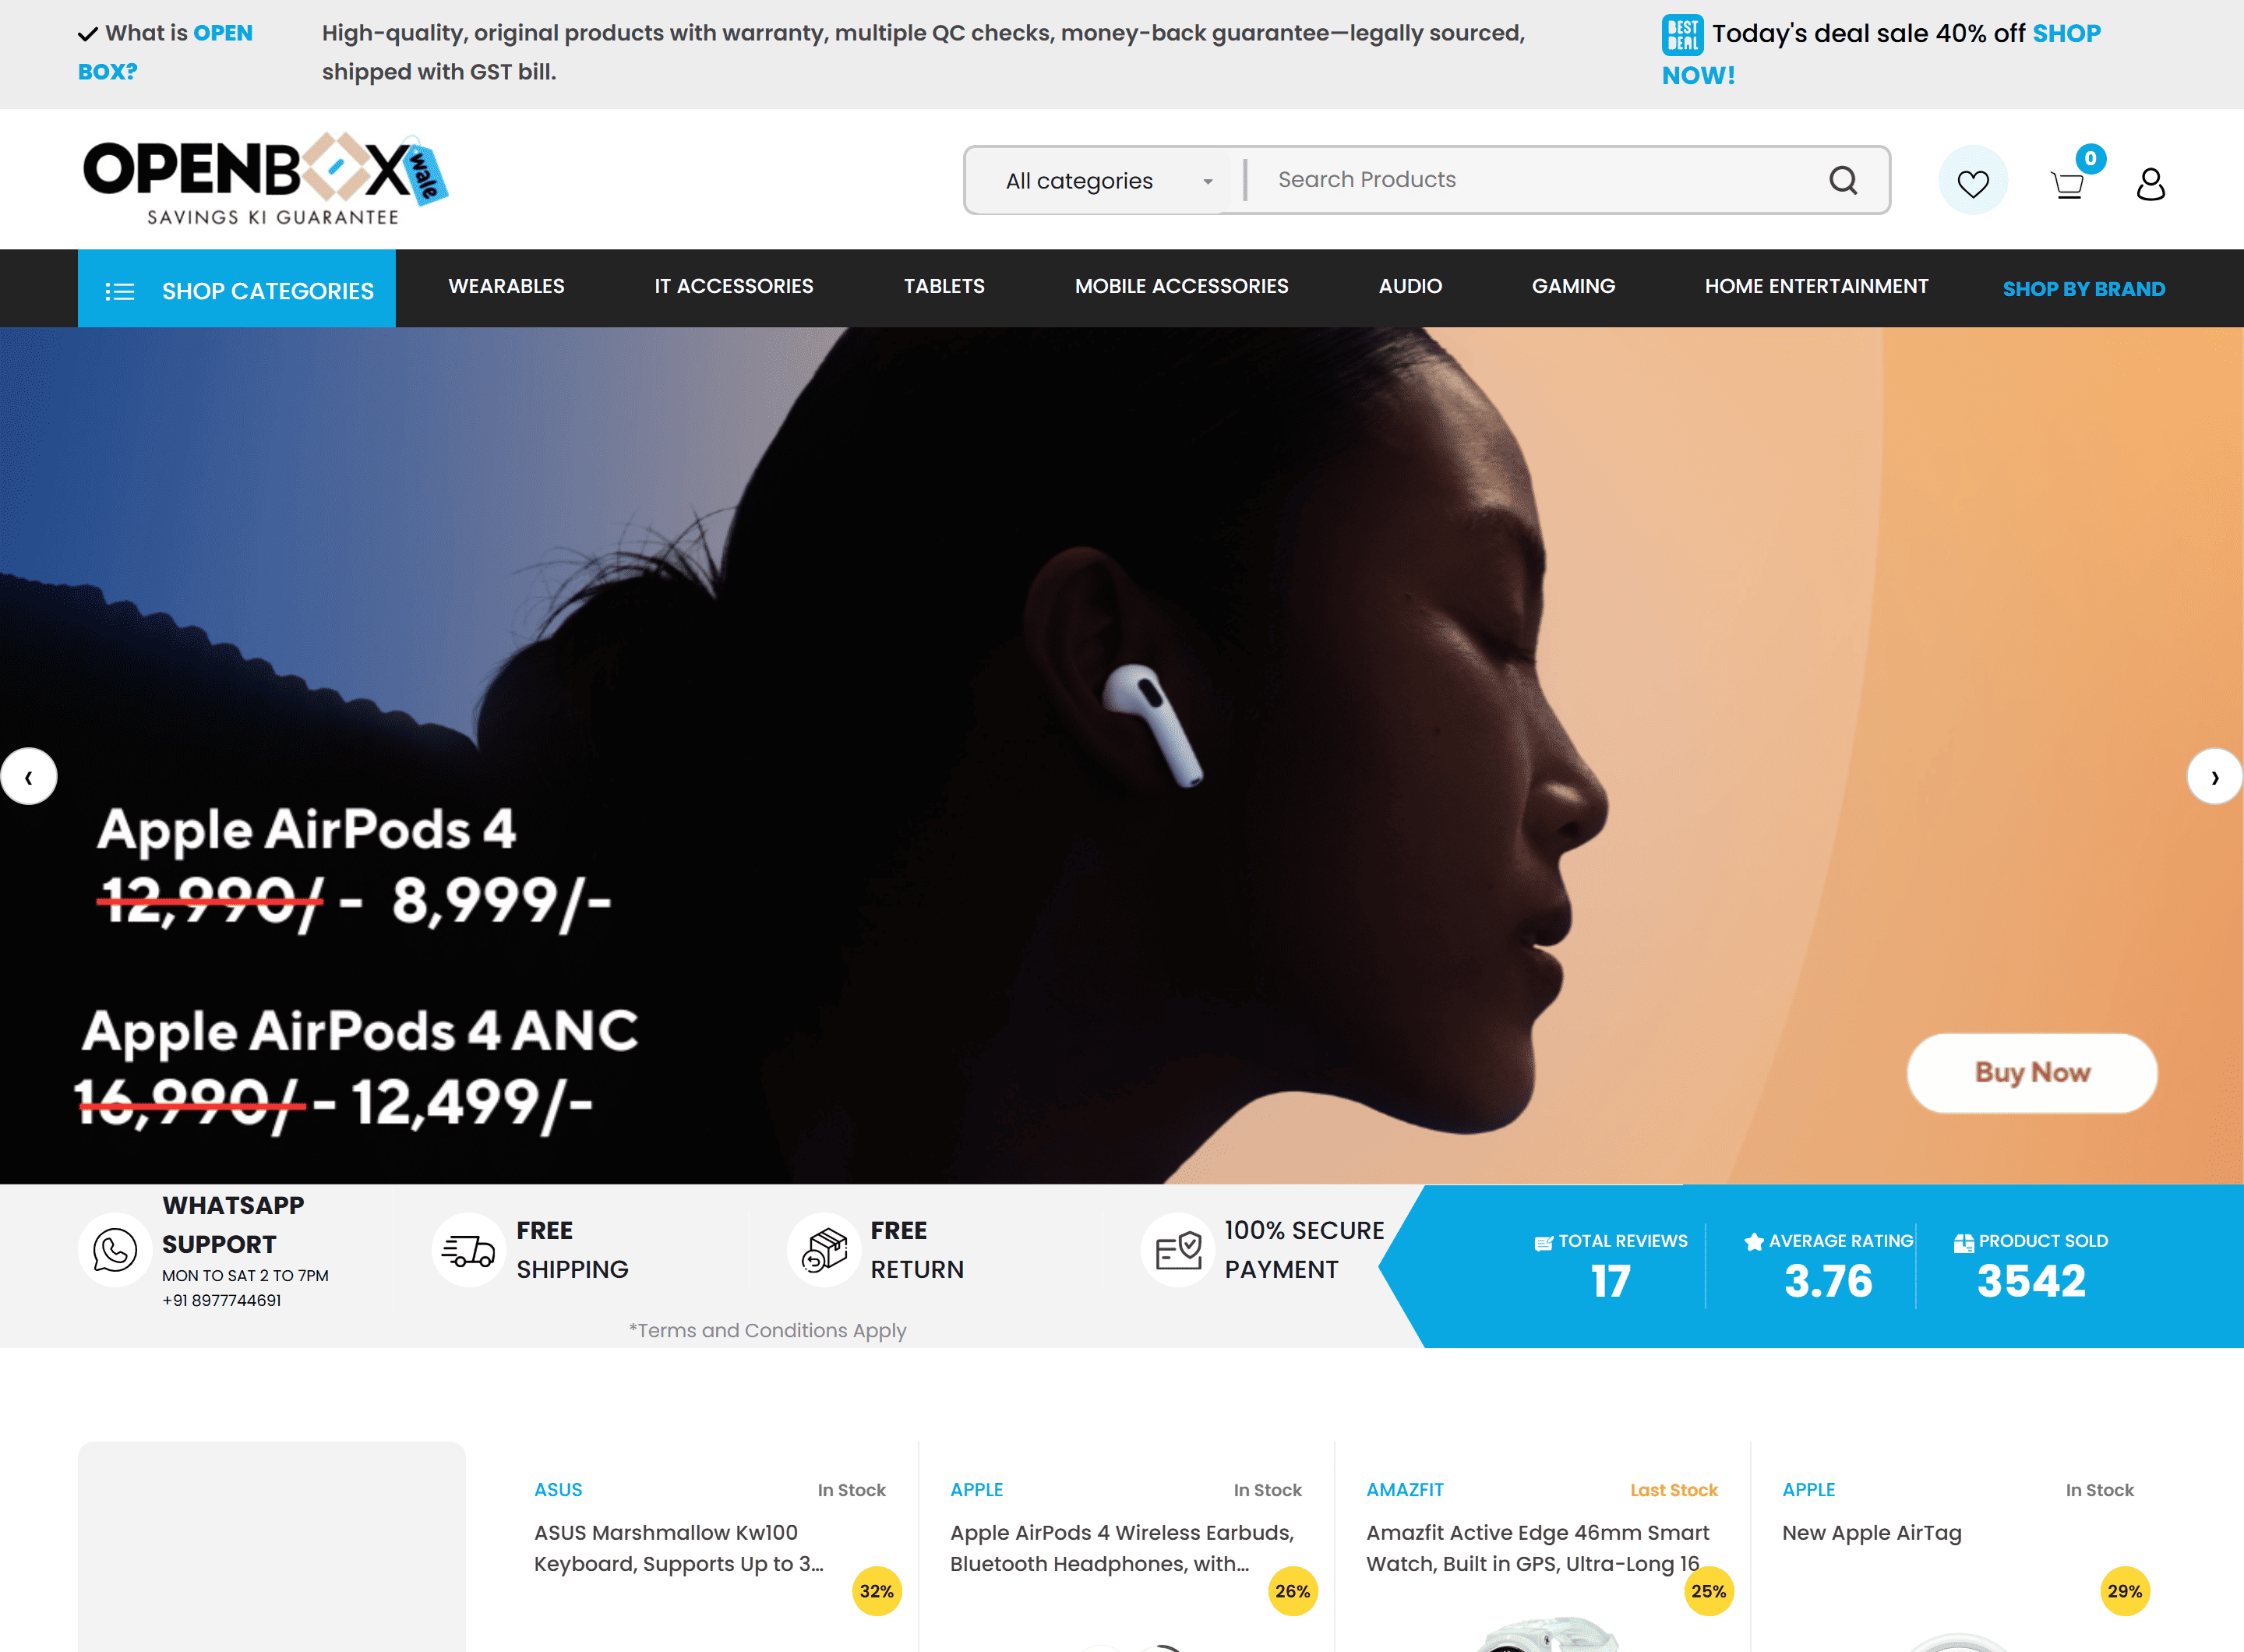 What is OPEN
BOX?
High-quality, original products with warranty, multiple QC checks, money-back guarantee—legally sourced,
shipped with GST bill.
BEST
DEAL
Today's deal sale 40% off SHOP
NOW!
OPENBOX
wale
SAVINGS KI GUARANTEE
All categories
Search Products
0
SHOP CATEGORIES
WEARABLES
IT ACCESSORIES
TABLETS
MOBILE ACCESSORIES
AUDIO
GAMING
HOME ENTERTAINMENT
SHOP BY BRAND
Apple AirPods 4
12,990/- 8,999/-
Apple AirPods 4 ANC
16,990/- 12,499/-
Buy Now
WHATSAPP
SUPPORT
MON TO SAT 2 TO 7PM
+91 8977744691
FREE
SHIPPING
FREE
RETURN
100% SECURE
PAYMENT
*Terms and Conditions Apply
TOTAL REVIEWS
17
AVERAGE RATING
3.76
PRODUCT SOLD
3542
ASUS
In Stock
ASUS Marshmallow Kw100
Keyboard, Supports Up to 3...
32%
APPLE
In Stock
Apple AirPods 4 Wireless Earbuds,
Bluetooth Headphones, with...
26%
AMAZFIT
Last Stock
Amazfit Active Edge 46mm Smart
Watch, Built in GPS, Ultra-Long 16
25%
APPLE
In Stock
New Apple AirTag
29%